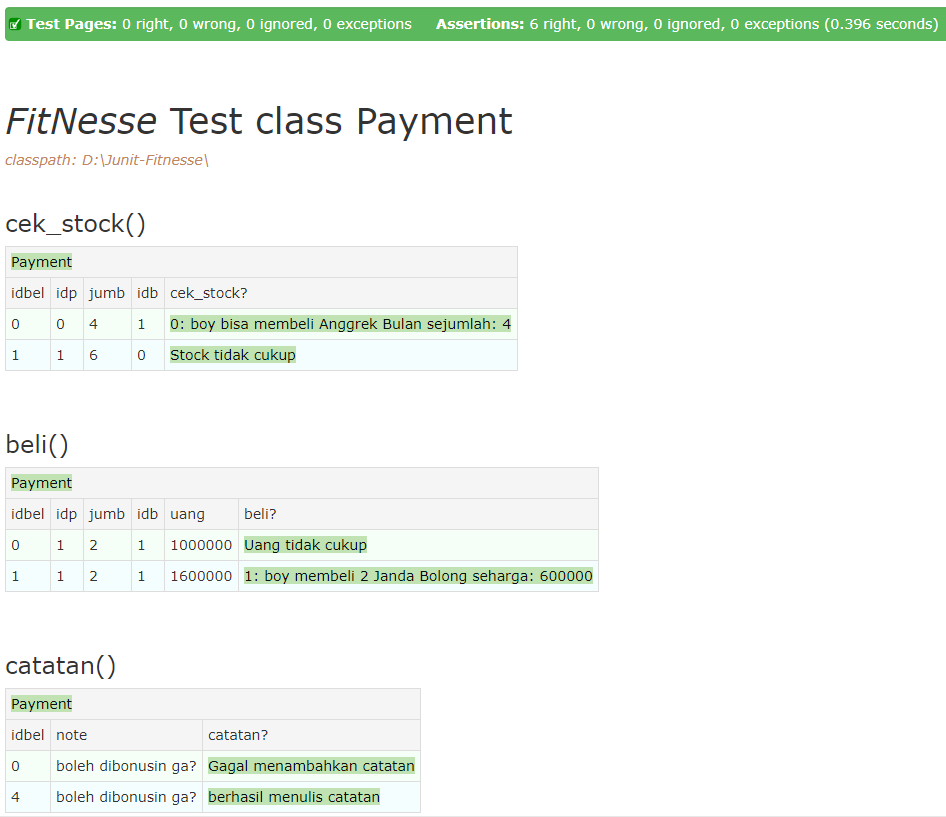 Test Pages: 0 right, 0 wrong, 0 ignored, 0 exceptions Assertions: 6 right, 0 wrong, 0 ignored, 0 exceptions (0.396 seconds)
FitNesse Test class Payment
classpath: D:\Junit-Fitnesse\
cek_stock()
Payment
idbel idp jumb idb cek_stock?
0 0 4 1 0: boy bisa membeli Anggrek Bulan sejumlah: 4
1 1 6 0 Stock tidak cukup
beli()
Payment
idbel idp jumb idb uang beli?
0 1 2 1 1000000 Uang tidak cukup
1 1 2 1 1600000 1: boy membeli 2 Janda Bolong seharga: 600000
catatan()
Payment
idbel note catatan?
0 boleh dibonusin ga? Gagal menambahkan catatan
4 boleh dibonusin ga? berhasil menulis catatan